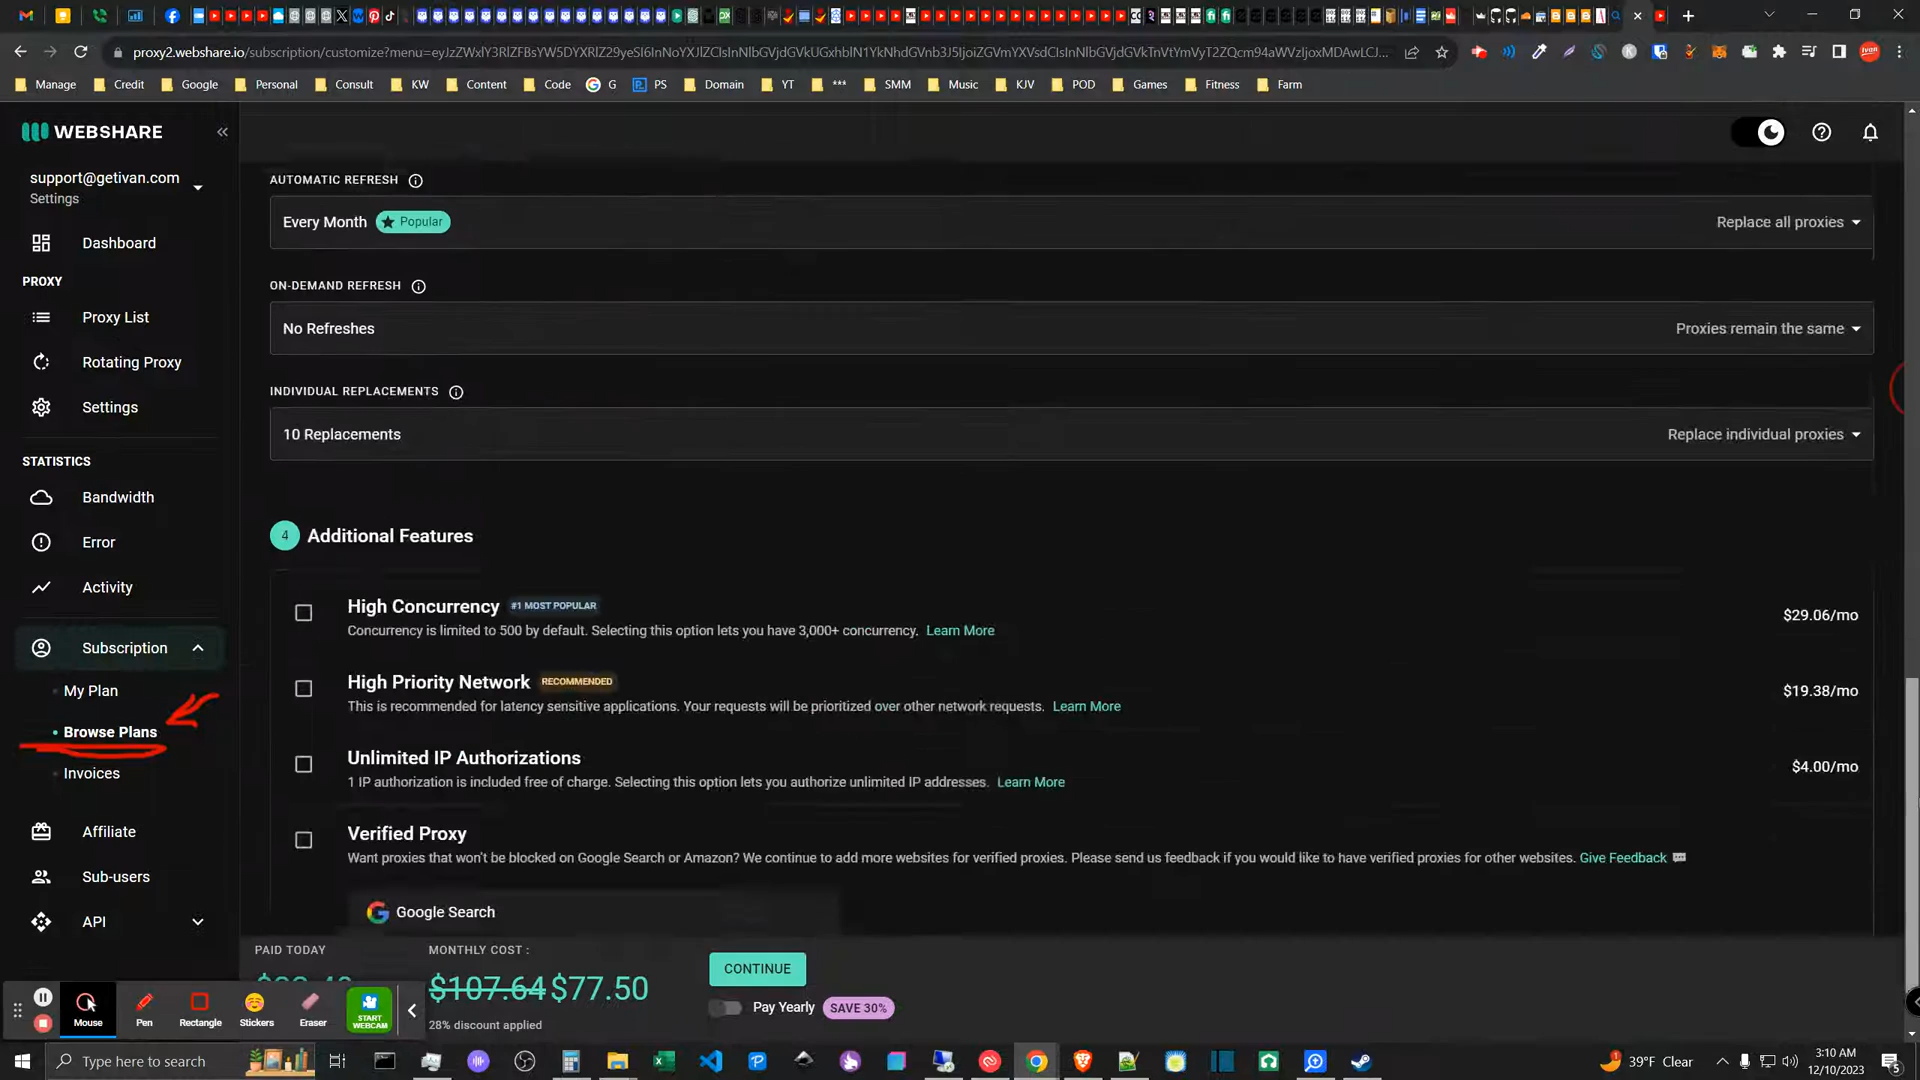 proxy2.webshare.io/subscription/customize?menu=
Manage Credit Google Personal Consult KW Content Code G PS Domain YT *** SMM Music KJV POD Games Fitness Farm
WEBSHARE
support@getivan.com
Settings
Dashboard
PROXY
Proxy List
Rotating Proxy
Settings
STATISTICS
Bandwidth
Error
Activity
Subscription
My Plan
Browse Plans
Invoices
Affiliate
Sub-users
API
AUTOMATIC REFRESH
Every Month Popular Replace all proxies
ON-DEMAND REFRESH
No Refreshes Proxies remain the same
INDIVIDUAL REPLACEMENTS
10 Replacements Replace individual proxies
4 Additional Features
High Concurrency #1 MOST POPULAR $29.06/mo
Concurrency is limited to 500 by default. Selecting this option lets you have 3,000+ concurrency. Learn More
High Priority Network RECOMMENDED $19.38/mo
This is recommended for latency sensitive applications. Your requests will be prioritized over other network requests. Learn More
Unlimited IP Authorizations $4.00/mo
1 IP authorization is included free of charge. Selecting this option lets you authorize unlimited IP addresses. Learn More
Verified Proxy
Want proxies that won't be blocked on Google Search or Amazon? We continue to add more websites for verified proxies. Please send us feedback if you would like to have verified proxies for other websites. Give Feedback
Google Search
PAID TODAY
MONTHLY COST :
$107.64 $77.50
28% discount applied
CONTINUE
Pay Yearly SAVE 30%
Mouse Pen Rectangle Stickers Eraser START WEBCAM
Type here to search
39°F Clear
3:10 AM
12/10/2023
5